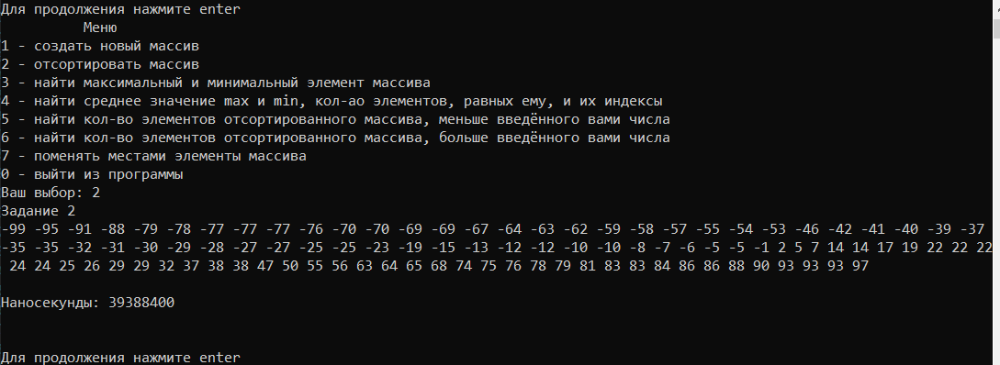 Для продолжения нажмите enter
Меню
1 - создать новый массив
2 - отсортировать массив
3 - найти максимальный и минимальный элемент массива
4 - найти среднее значение max и min, кол-ао элементов, равных ему, и их индексы
5 - найти кол-во элементов отсортированного массива, меньше введённого вами числа
6 - найти кол-во элементов отсортированного массива, больше введённого вами числа
7 - поменять местами элементы массива
0 - выйти из программы
Ваш выбор: 2
Задание 2
-99 -95 -91 -88 -79 -78 -77 -77 -77 -76 -70 -70 -69 -69 -67 -64 -63 -62 -59 -58 -57 -55 -54 -53 -46 -42 -41 -40 -39 -37
-35 -35 -32 -31 -30 -29 -28 -27 -27 -25 -25 -23 -19 -15 -13 -12 -12 -10 -10 -8 -7 -6 -5 -5 -1 2 5 7 14 14 17 19 22 22 22
24 24 25 26 29 29 32 37 38 38 47 50 55 56 63 64 65 68 74 75 76 78 79 81 83 83 84 86 86 88 90 93 93 93 97
Наносекунды: 39388400
Для продолжения нажмите enter